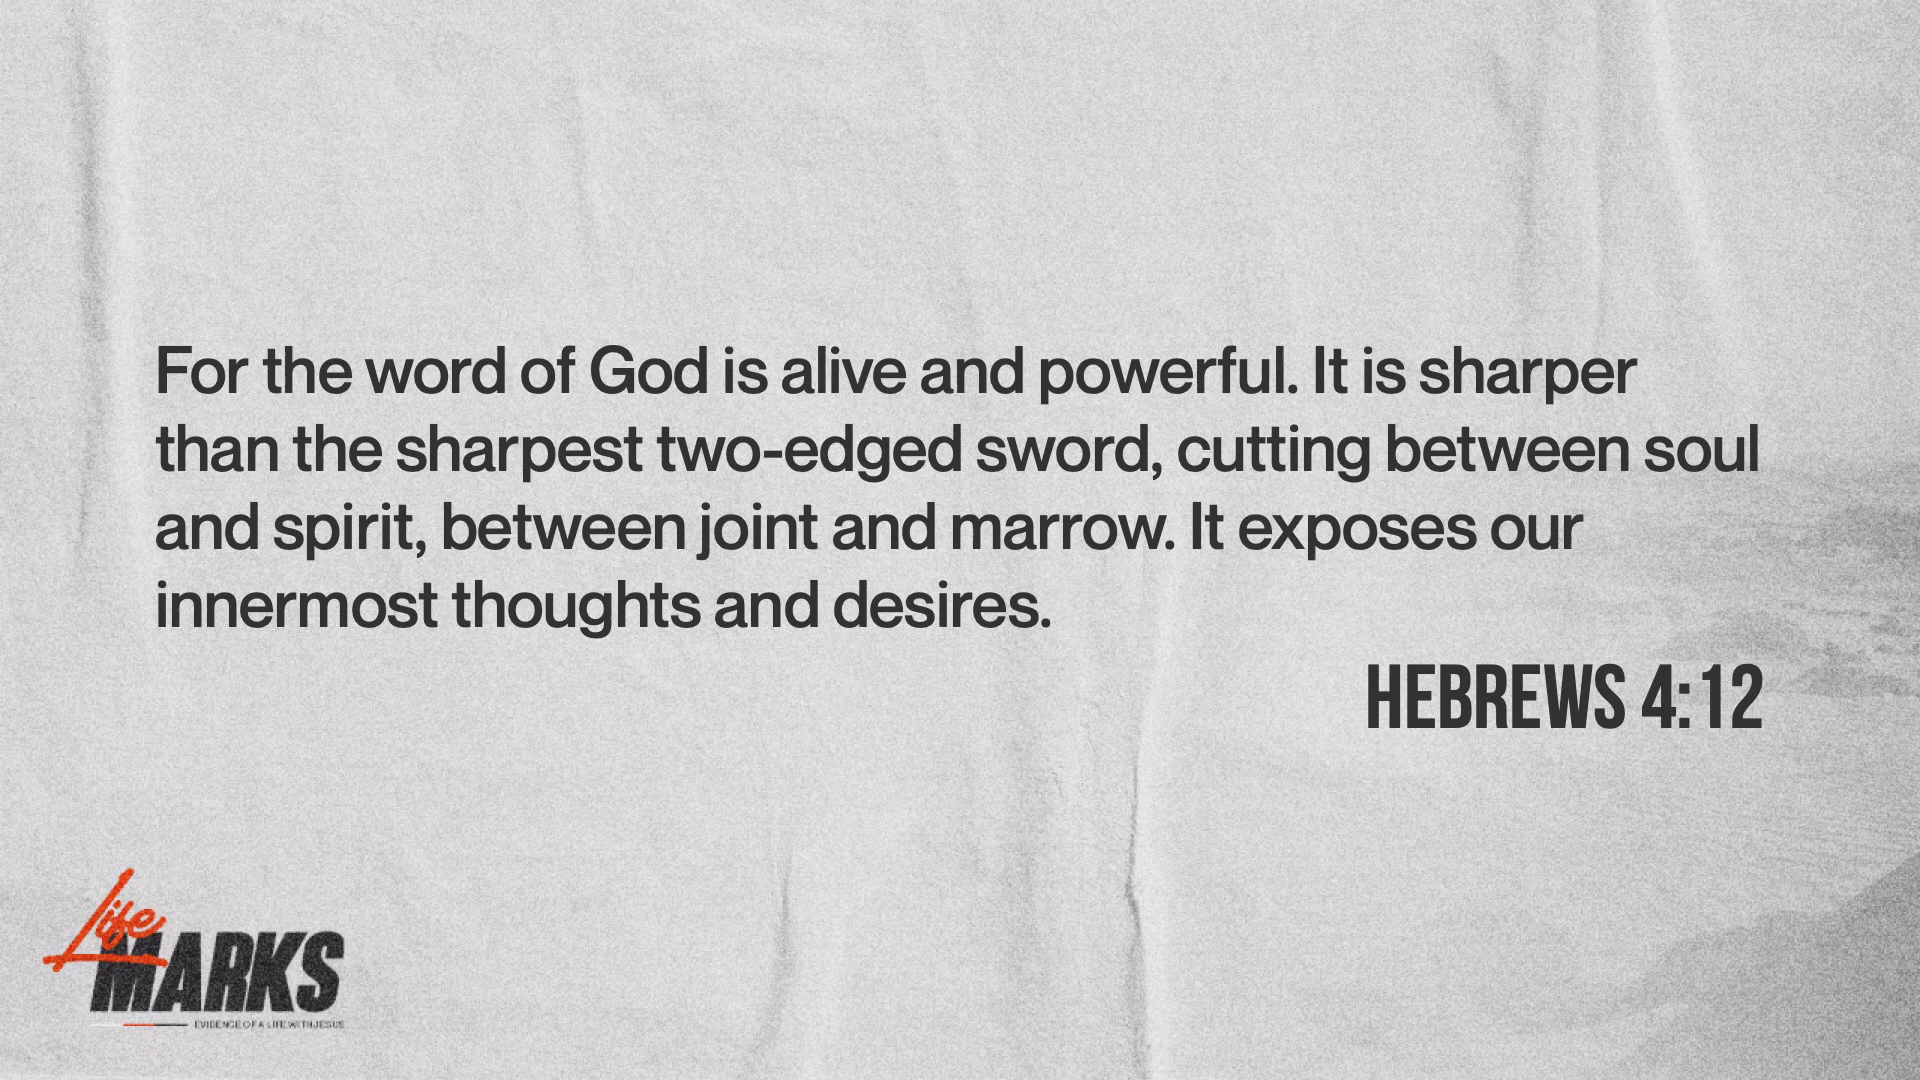 For the word of God is alive and powerful. It is sharper
than the sharpest two-edged sword, cutting between soul
and spirit, between joint and marrow. It exposes our
innermost thoughts and desires.
HEBREWS 4:12
Life
MARKS
EVIDENCE OF A LIFE WITH JESUS